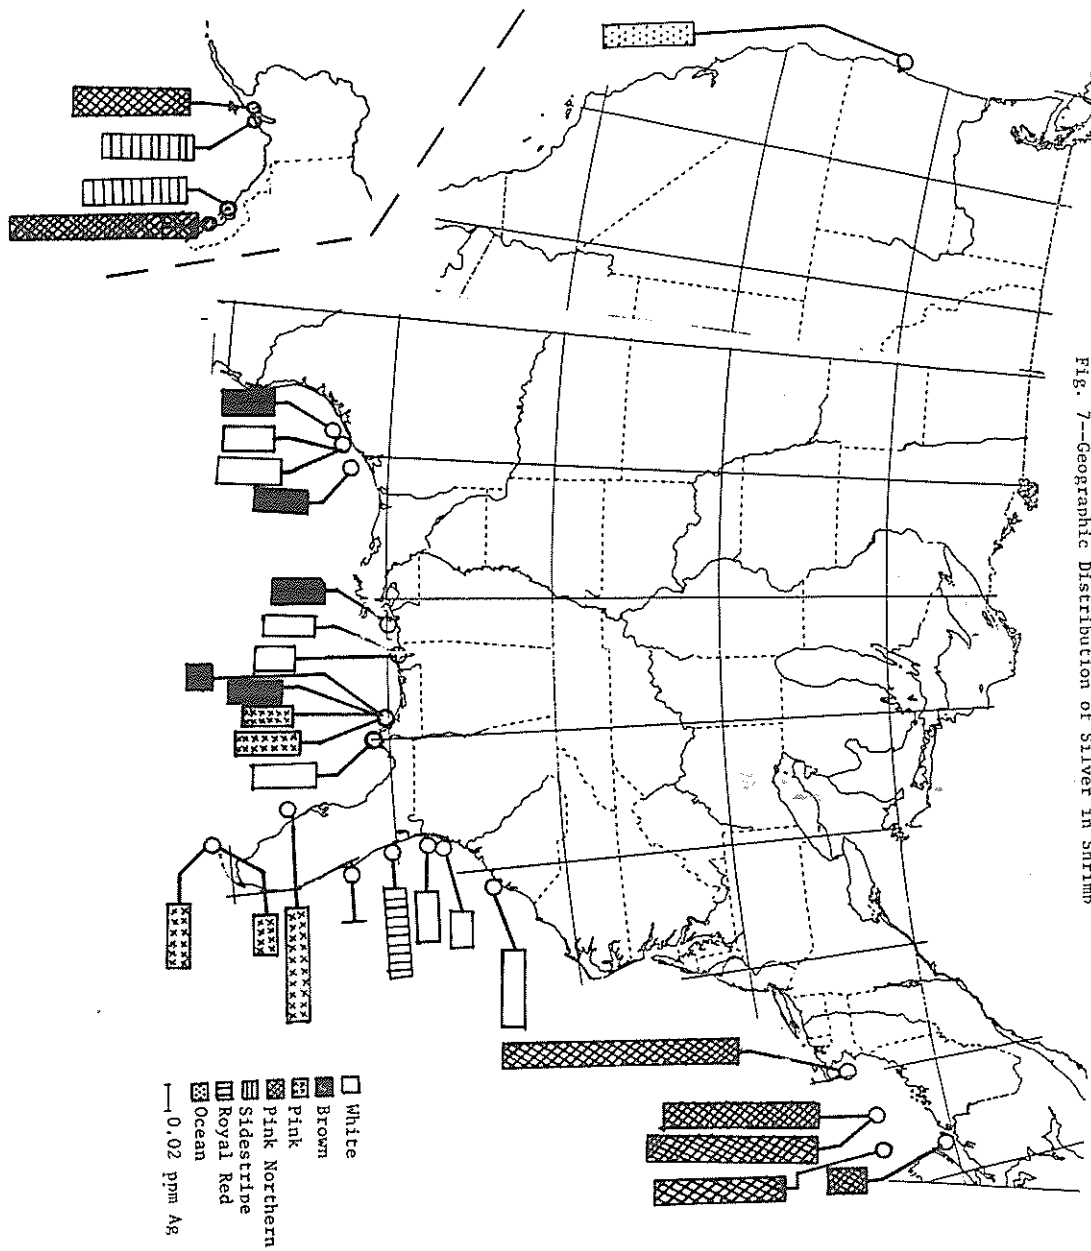 Fig. 7--Geographic Distribution of Silver in Shrimp
White
Brown
Pink
Pink Northern
Sidestripe
Royal Red
Ocean
0.02 ppm Ag